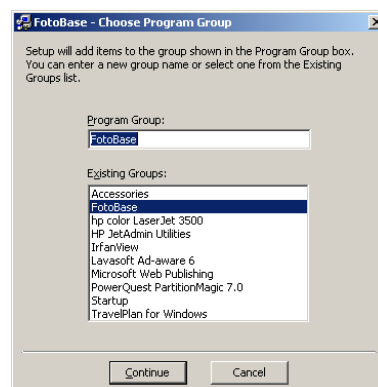 FotoBase - Choose Program Group
Setup will add items to the group shown in the Program Group box.
You can enter a new group name or select one from the Existing
Groups list.
Program Group:
FotoBase
Existing Groups:
Accessories
FotoBase
hp color LaserJet 3500
HP JetAdmin Utilities
IrfanView
Lavasoft Ad-aware 6
Microsoft Web Publishing
PowerQuest PartitionMagic 7.0
Startup
TravelPlan for Windows
Continue
Cancel